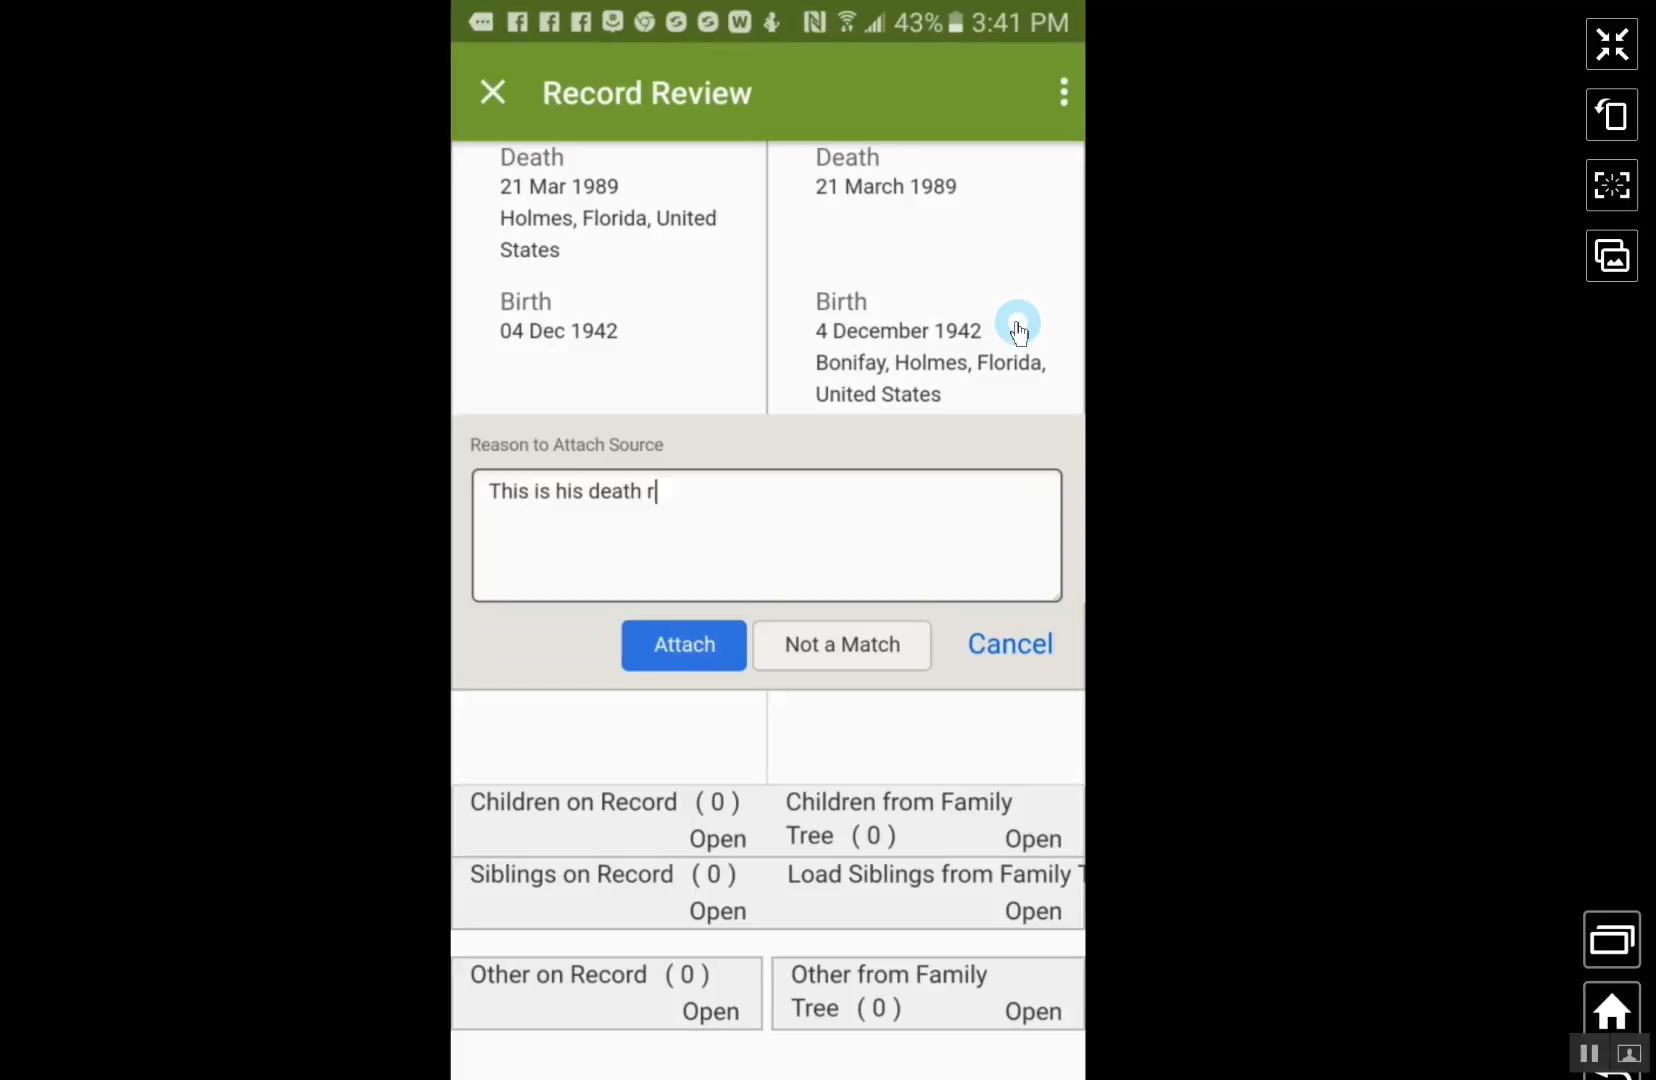 43% 3:41 PM
Record Review
Death
21 Mar 1989
Holmes, Florida, United
States
Death
21 March 1989
Birth
04 Dec 1942
Birth
4 December 1942
Bonifay, Holmes, Florida,
United States
Reason to Attach Source
This is his death r
Attach
Not a Match
Cancel
Children on Record ( 0 )
Open
Children from Family
Tree ( 0 )
Open
Siblings on Record ( 0 )
Open
Load Siblings from Family T
Open
Other on Record ( 0 )
Open
Other from Family
Tree ( 0 )
Open